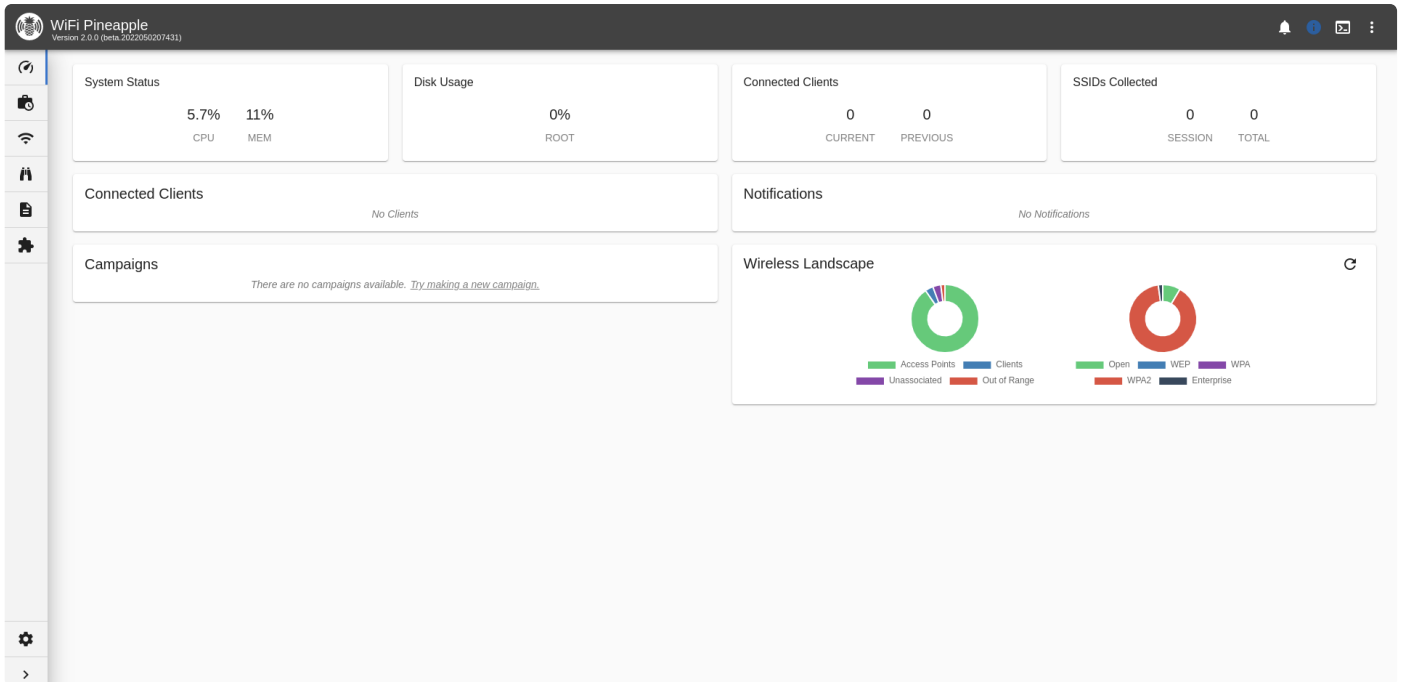 WiFi Pineapple
Version 2.0.0 (beta.2022050207431)
System Status
5.7% 11%
CPU MEM
Disk Usage
0%
ROOT
Connected Clients
0 0
CURRENT PREVIOUS
SSIDs Collected
0 0
SESSION TOTAL
Connected Clients
No Clients
Notifications
No Notifications
Campaigns
There are no campaigns available. Try making a new campaign.
Wireless Landscape
Access Points Clients
Unassociated Out of Range
Open WEP WPA
WPA2 Enterprise